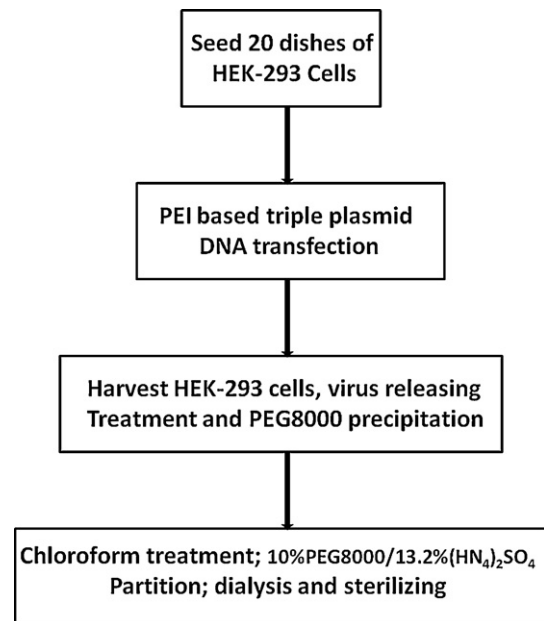 Seed 20 dishes of
HEK-293 Cells
PEI based triple plasmid
DNA transfection
Harvest HEK-293 cells, virus releasing
Treatment and PEG8000 precipitation
Chloroform treatment; 10%PEG8000/13.2%(HN₄)₂SO₄
Partition; dialysis and sterilizing